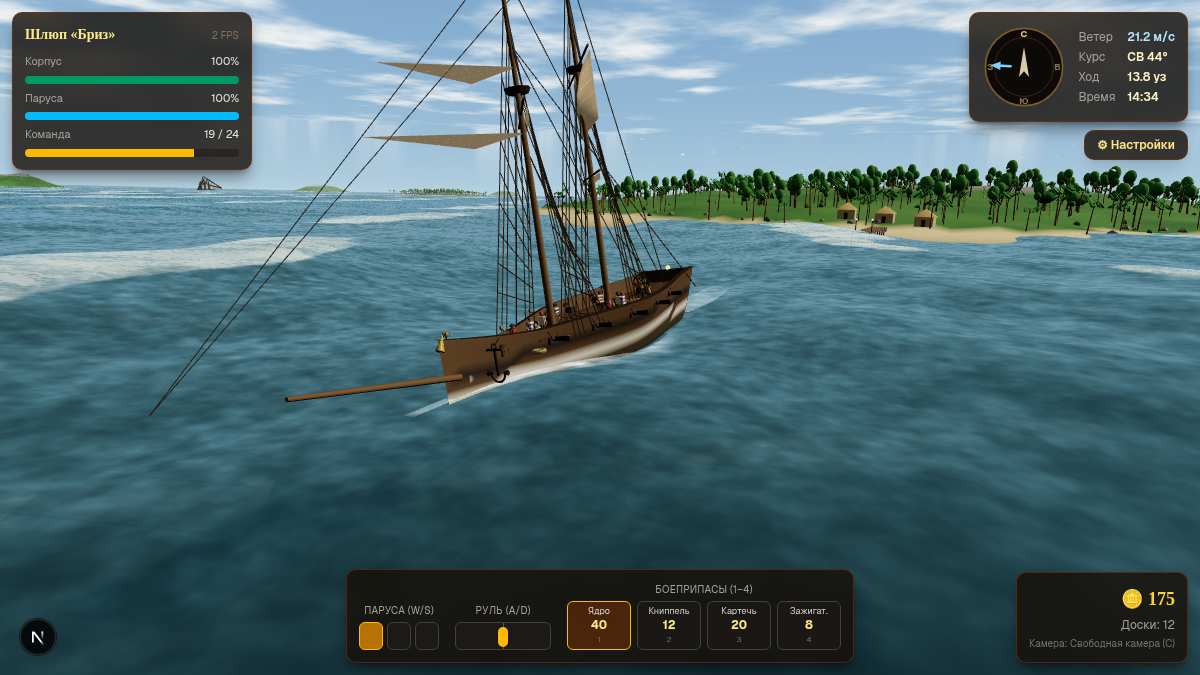 Шлюп «Бриз» 2 FPS
Корпус 100%
Паруса 100%
Команда 19 / 24
С
З В
Ю
Ветер 21.2 м/с
Курс СВ 44°
Ход 13.8 уз
Время 14:34
⚙ Настройки
ПАРУСА (W/S)
РУЛЬ (A/D)
БОЕПРИПАСЫ (1–4)
Ядро
40
1
Книппель
12
2
Картечь
20
3
Зажигат.
8
4
175
Доски: 12
Камера: Свободная камера (C)
N